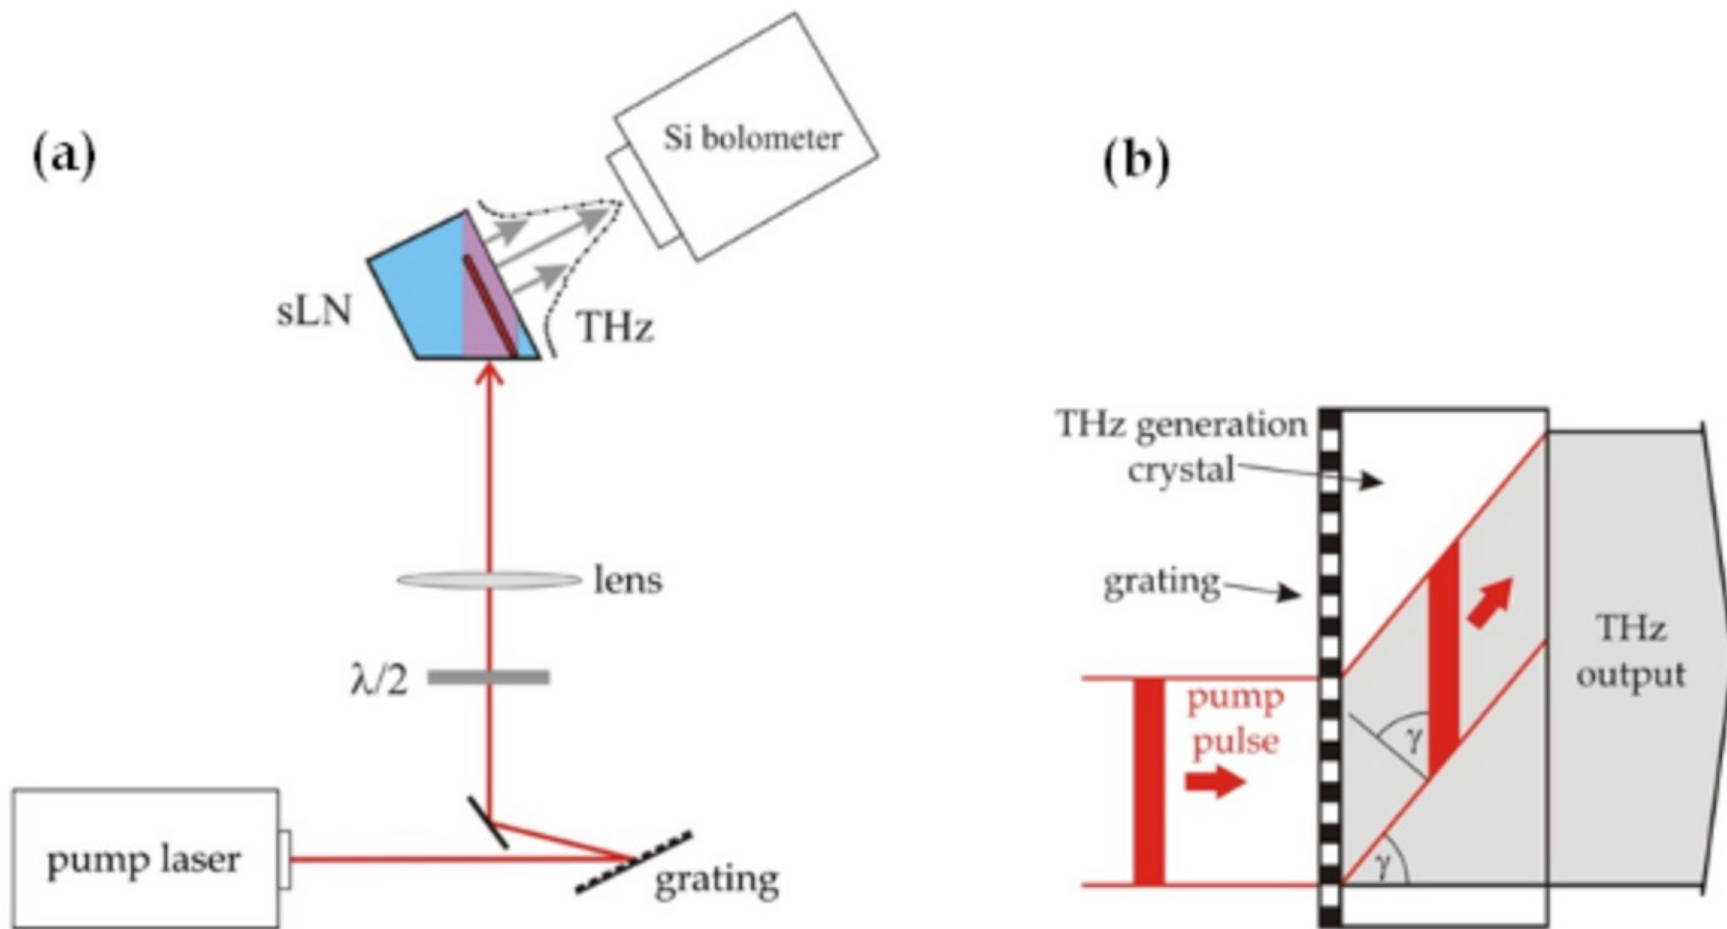 (a)
Si bolometer
sLN
THz
lens
λ/2
pump laser
grating
(b)
THz generation
crystal
grating
pump
pulse
γ
γ
THz
output